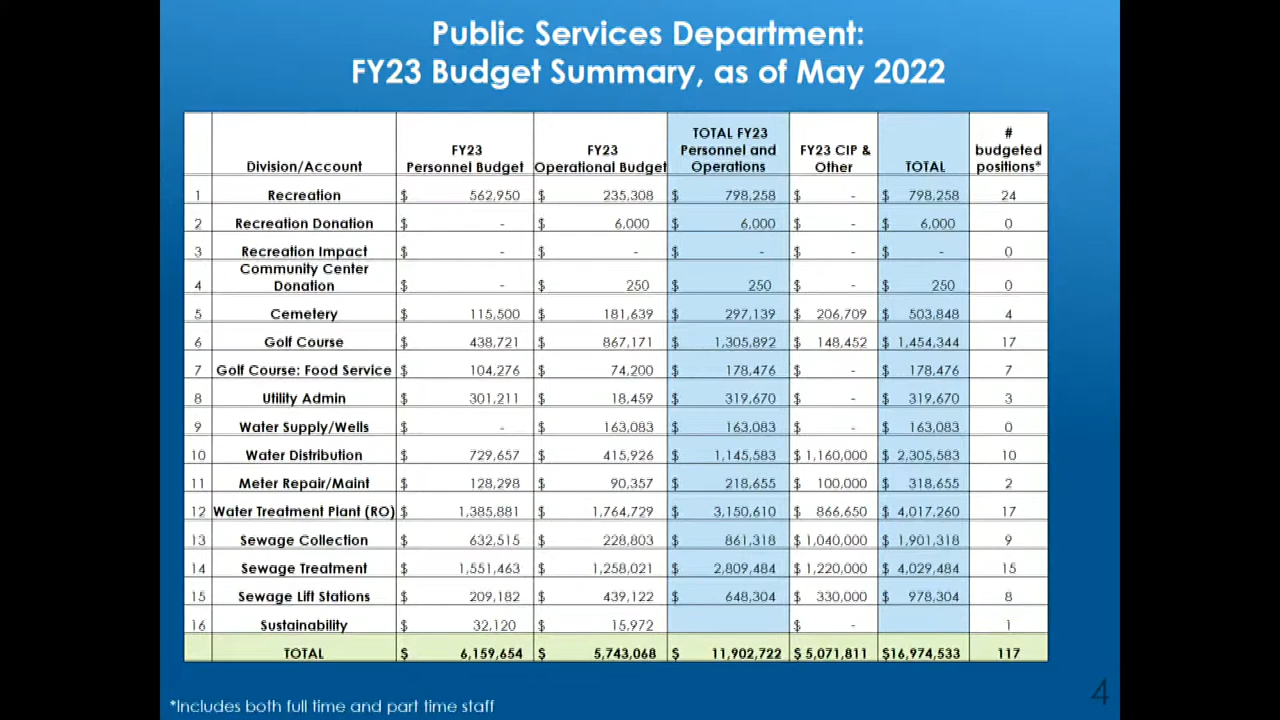 Public Services Department:
FY23 Budget Summary, as of May 2022
Division/Account FY23 Personnel Budget FY23 Operational Budget TOTAL FY23 Personnel and Operations FY23 CIP & Other TOTAL # budgeted positions*
1 Recreation $ 562,950 $ 235,308 $ 798,258 $ - $ 798,258 24
2 Recreation Donation $ - $ 6,000 $ 6,000 $ - $ 6,000 0
3 Recreation Impact $ - $ - $ - $ - $ - 0
4 Community Center Donation $ - $ 250 $ 250 $ - $ 250 0
5 Cemetery $ 115,500 $ 181,639 $ 297,139 $ 206,709 $ 503,848 4
6 Golf Course $ 438,721 $ 867,171 $ 1,305,892 $ 148,452 $ 1,454,344 17
7 Golf Course: Food Service $ 104,276 $ 74,200 $ 178,476 $ - $ 178,476 7
8 Utility Admin $ 301,211 $ 18,459 $ 319,670 $ - $ 319,670 3
9 Water Supply/Wells $ - $ 163,083 $ 163,083 $ - $ 163,083 0
10 Water Distribution $ 729,657 $ 415,926 $ 1,145,583 $ 1,160,000 $ 2,305,583 10
11 Meter Repair/Maint $ 128,298 $ 90,357 $ 218,655 $ 100,000 $ 318,655 2
12 Water Treatment Plant (RO) $ 1,385,881 $ 1,764,729 $ 3,150,610 $ 866,650 $ 4,017,260 17
13 Sewage Collection $ 632,515 $ 228,803 $ 861,318 $ 1,040,000 $ 1,901,318 9
14 Sewage Treatment $ 1,551,463 $ 1,258,021 $ 2,809,484 $ 1,220,000 $ 4,029,484 15
15 Sewage Lift Stations $ 209,182 $ 439,122 $ 648,304 $ 330,000 $ 978,304 8
16 Sustainability $ 32,120 $ 15,972 $ - 1
TOTAL $ 6,159,654 $ 5,743,068 $ 11,902,722 $ 5,071,811 $16,974,533 117
4
*Includes both full time and part time staff